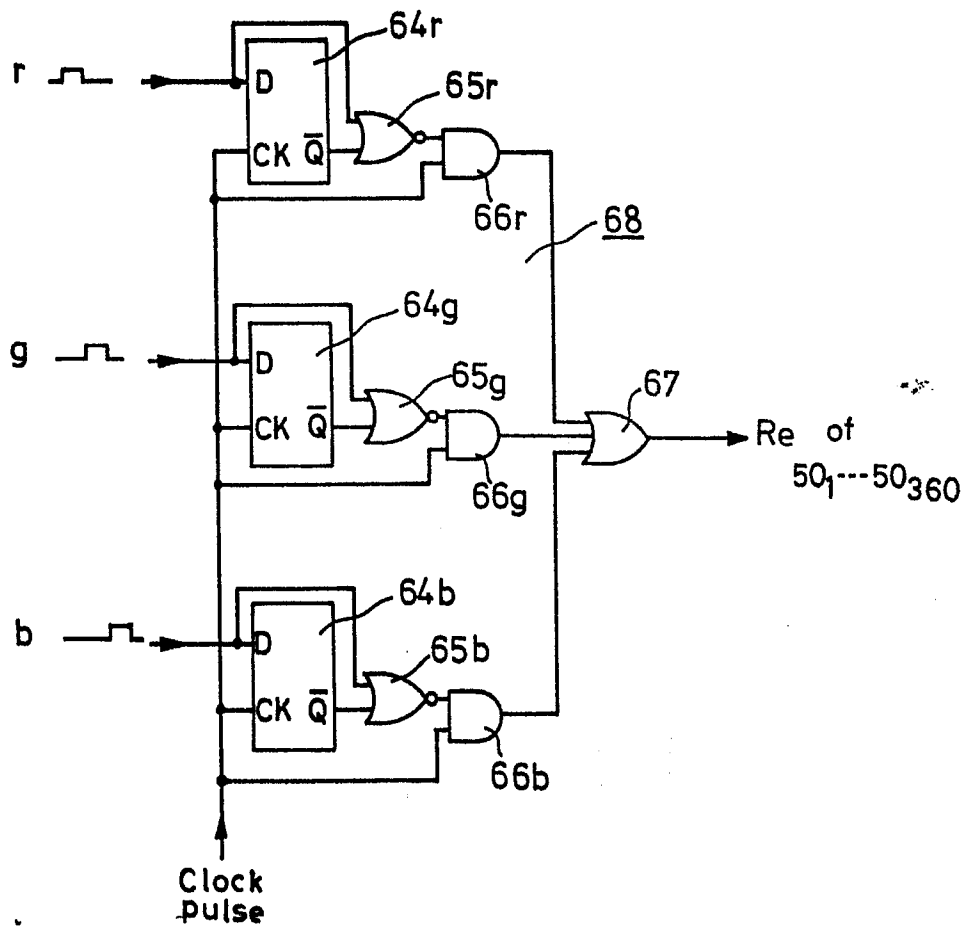 64r
r
D
65r
CK Q̅
66r
68
64g
g
D
65g
67
CK Q̅
Re of
66g
50₁---50₃₆₀
64b
b
D
65b
CK Q̅
66b
Clock
pulse